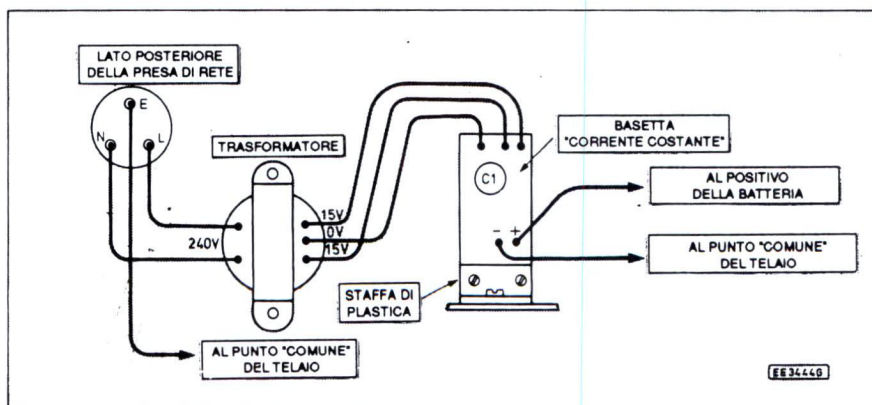 LATO POSTERIORE
DELLA PRESA DI RETE
E
N
L
TRASFORMATORE
240V
15V
0V
15V
BASETTA
"CORRENTE COSTANTE"
C1
AL POSITIVO
DELLA BATTERIA
- +
AL PUNTO "COMUNE"
DEL TELAIO
STAFFA DI
PLASTICA
AL PUNTO "COMUNE"
DEL TELAIO
EE3444G